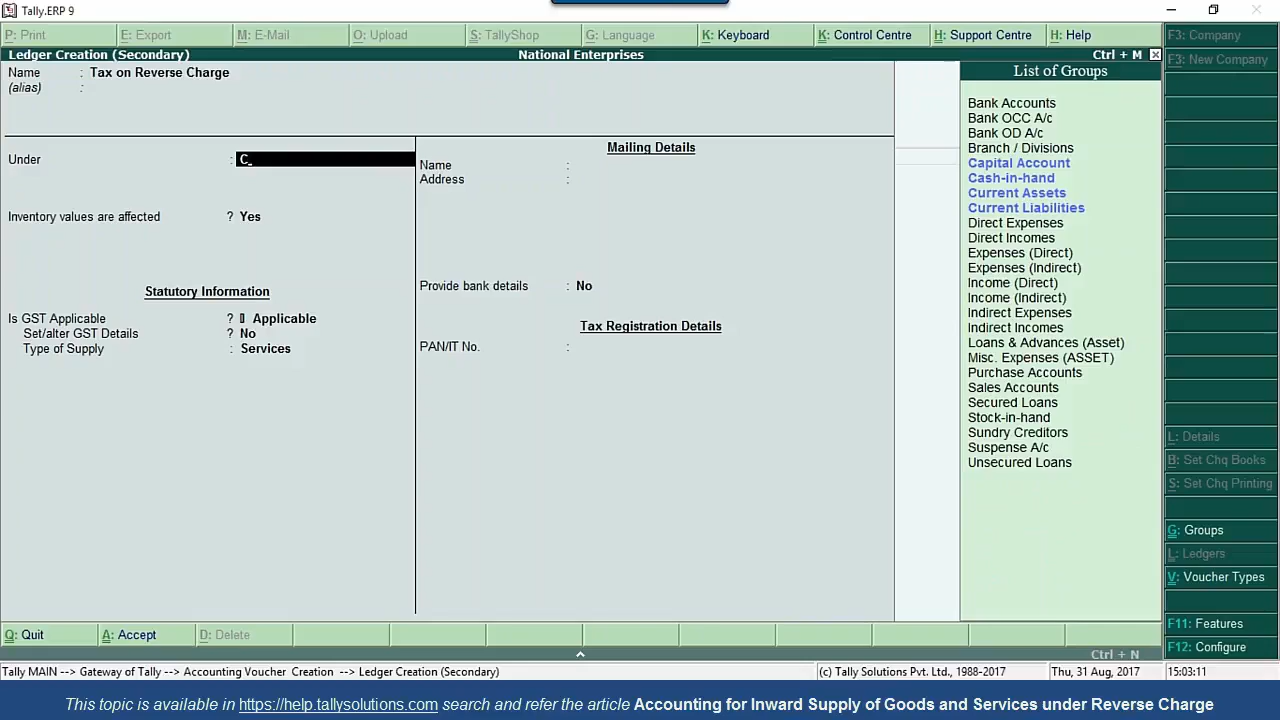 Tally.ERP 9
P: Print E: Export M: E-Mail O: Upload S: TallyShop G: Language K: Keyboard K: Control Centre H: Support Centre H: Help F3: Company
Ledger Creation (Secondary) National Enterprises Ctrl + M
F3: New Company
Name : Tax on Reverse Charge
(alias) :
List of Groups
Under : C
Inventory values are affected ? Yes
Statutory Information
Is GST Applicable ? Applicable
Set/alter GST Details ? No
Type of Supply : Services
Mailing Details
Name :
Address :
Provide bank details : No
Tax Registration Details
PAN/IT No. :
Bank Accounts
Bank OCC A/c
Bank OD A/c
Branch / Divisions
Capital Account
Cash-in-hand
Current Assets
Current Liabilities
Direct Expenses
Direct Incomes
Expenses (Direct)
Expenses (Indirect)
Income (Direct)
Income (Indirect)
Indirect Expenses
Indirect Incomes
Loans & Advances (Asset)
Misc. Expenses (ASSET)
Purchase Accounts
Sales Accounts
Secured Loans
Stock-in-hand
Sundry Creditors
Suspense A/c
Unsecured Loans
L: Details
B: Set Chq Books
S: Set Chq Printing
G: Groups
L: Ledgers
V: Voucher Types
F11: Features
F12: Configure
Q: Quit A: Accept D: Delete
Ctrl + N
Tally MAIN --> Gateway of Tally --> Accounting Voucher Creation --> Ledger Creation (Secondary) (c) Tally Solutions Pvt. Ltd., 1988-2017 Thu, 31 Aug, 2017 15:03:11
This topic is available in https://help.tallysolutions.com search and refer the article Accounting for Inward Supply of Goods and Services under Reverse Charge